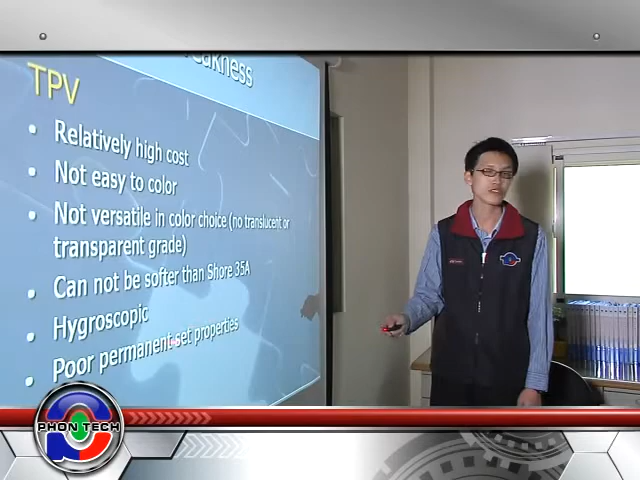 eakness
TPV
• Relatively high cost
• Not easy to color
• Not versatile in color choice (no translucent or
transparent grade)
• Can not be softer than Shore 35A
• Hygroscopic
• Poor permanent set properties
PHON TECH